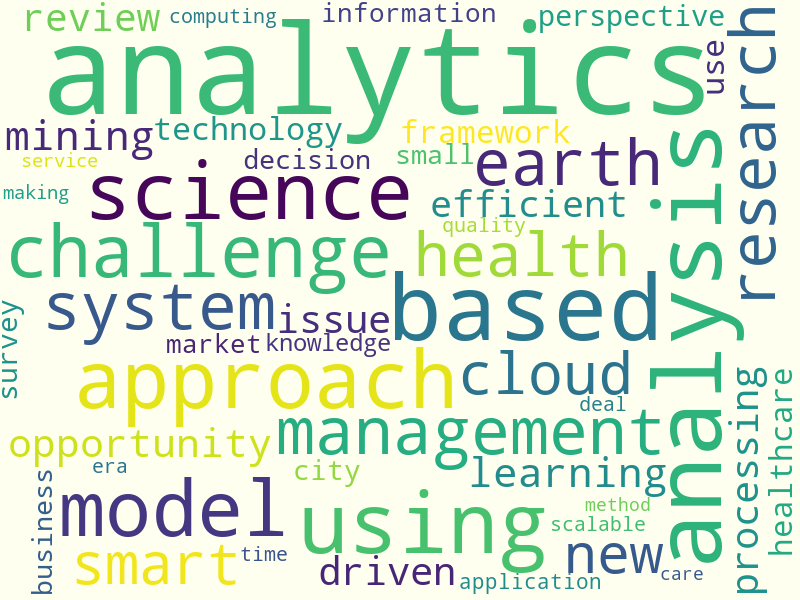 review
computing
information
perspective
analytics
use
research
mining
technology
framework
service
decision
small
earth
making
science
efficient
analysis
quality
challenge
health
system
issue
based
survey
market
knowledge
approach
cloud
deal
management
processing
healthcare
opportunity
era
city
learning
business
model
using
method
scalable
smart
time
driven
new
application
care